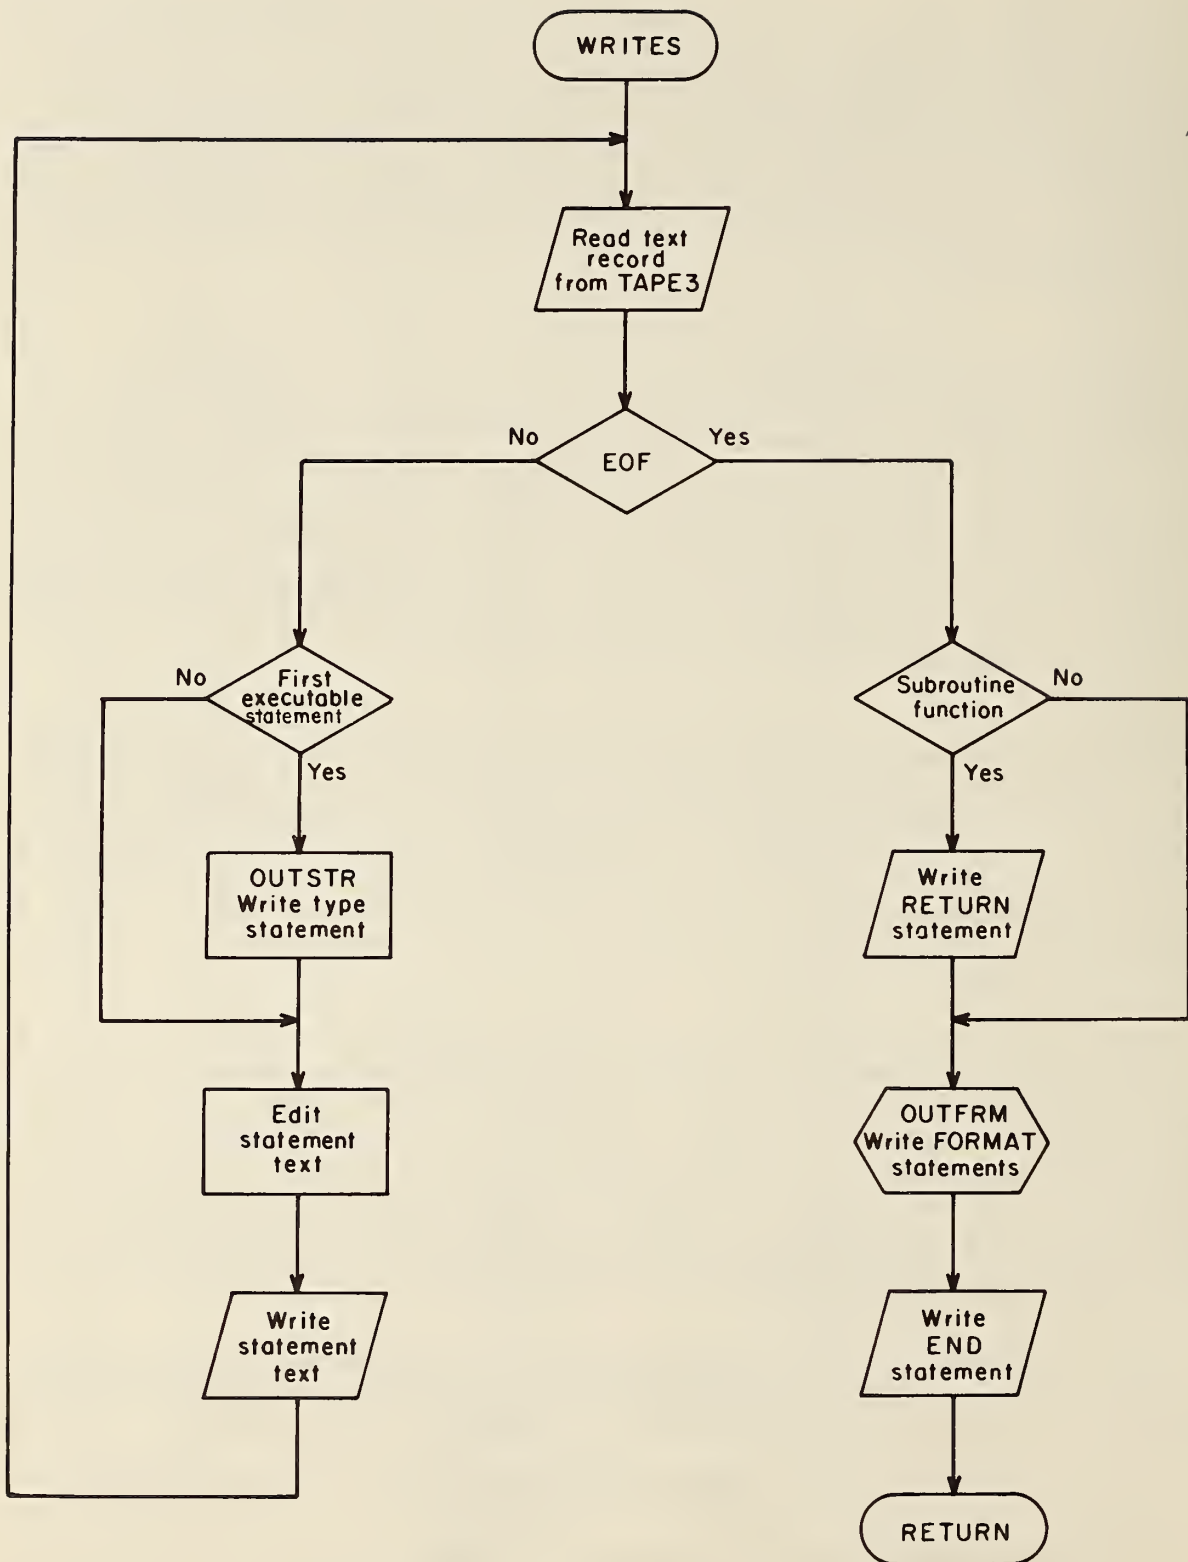 WRITES
Read text
record
from TAPE3
No
Yes
EOF
No
First
executable
statement
Yes
OUTSTR
Write type
statement
Edit
statement
text
Write
statement
text
Subroutine
function
No
Yes
Write
RETURN
statement
OUTFRM
Write FORMAT
statements
Write
END
statement
RETURN